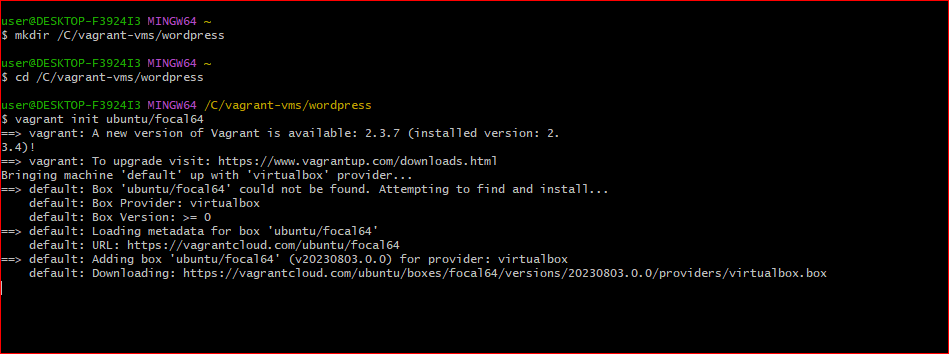 user@DESKTOP-F3924I3 MINGW64 ~
$ mkdir /C/vagrant-vms/wordpress
user@DESKTOP-F3924I3 MINGW64 ~
$ cd /C/vagrant-vms/wordpress
user@DESKTOP-F3924I3 MINGW64 /C/vagrant-vms/wordpress
$ vagrant init ubuntu/focal64
==> vagrant: A new version of Vagrant is available: 2.3.7 (installed version: 2.
3.4)!
==> vagrant: To upgrade visit: https://www.vagrantup.com/downloads.html
Bringing machine 'default' up with 'virtualbox' provider...
==> default: Box 'ubuntu/focal64' could not be found. Attempting to find and install...
    default: Box Provider: virtualbox
    default: Box Version: >= 0
==> default: Loading metadata for box 'ubuntu/focal64'
    default: URL: https://vagrantcloud.com/ubuntu/focal64
==> default: Adding box 'ubuntu/focal64' (v20230803.0.0) for provider: virtualbox
    default: Downloading: https://vagrantcloud.com/ubuntu/boxes/focal64/versions/20230803.0.0/providers/virtualbox.box